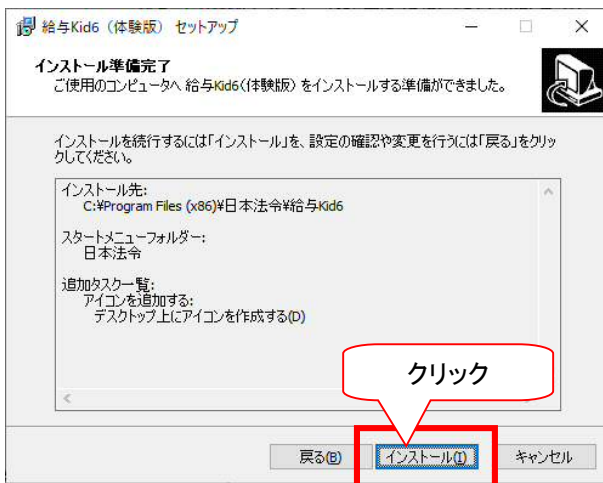 給与Kid6（体験版） セットアップ
インストール準備完了
ご使用のコンピュータへ 給与Kid6（体験版） をインストールする準備ができました。
インストールを続行するには「インストール」を、設定の確認や変更を行うには「戻る」をクリッ
クしてください。
インストール先:
C:¥Program Files (x86)¥日本法令¥給与Kid6
スタートメニューフォルダー:
日本法令
追加タスク一覧:
アイコンを追加する:
デスクトップ上にアイコンを作成する(D)
クリック
戻る(B) インストール(I) キャンセル